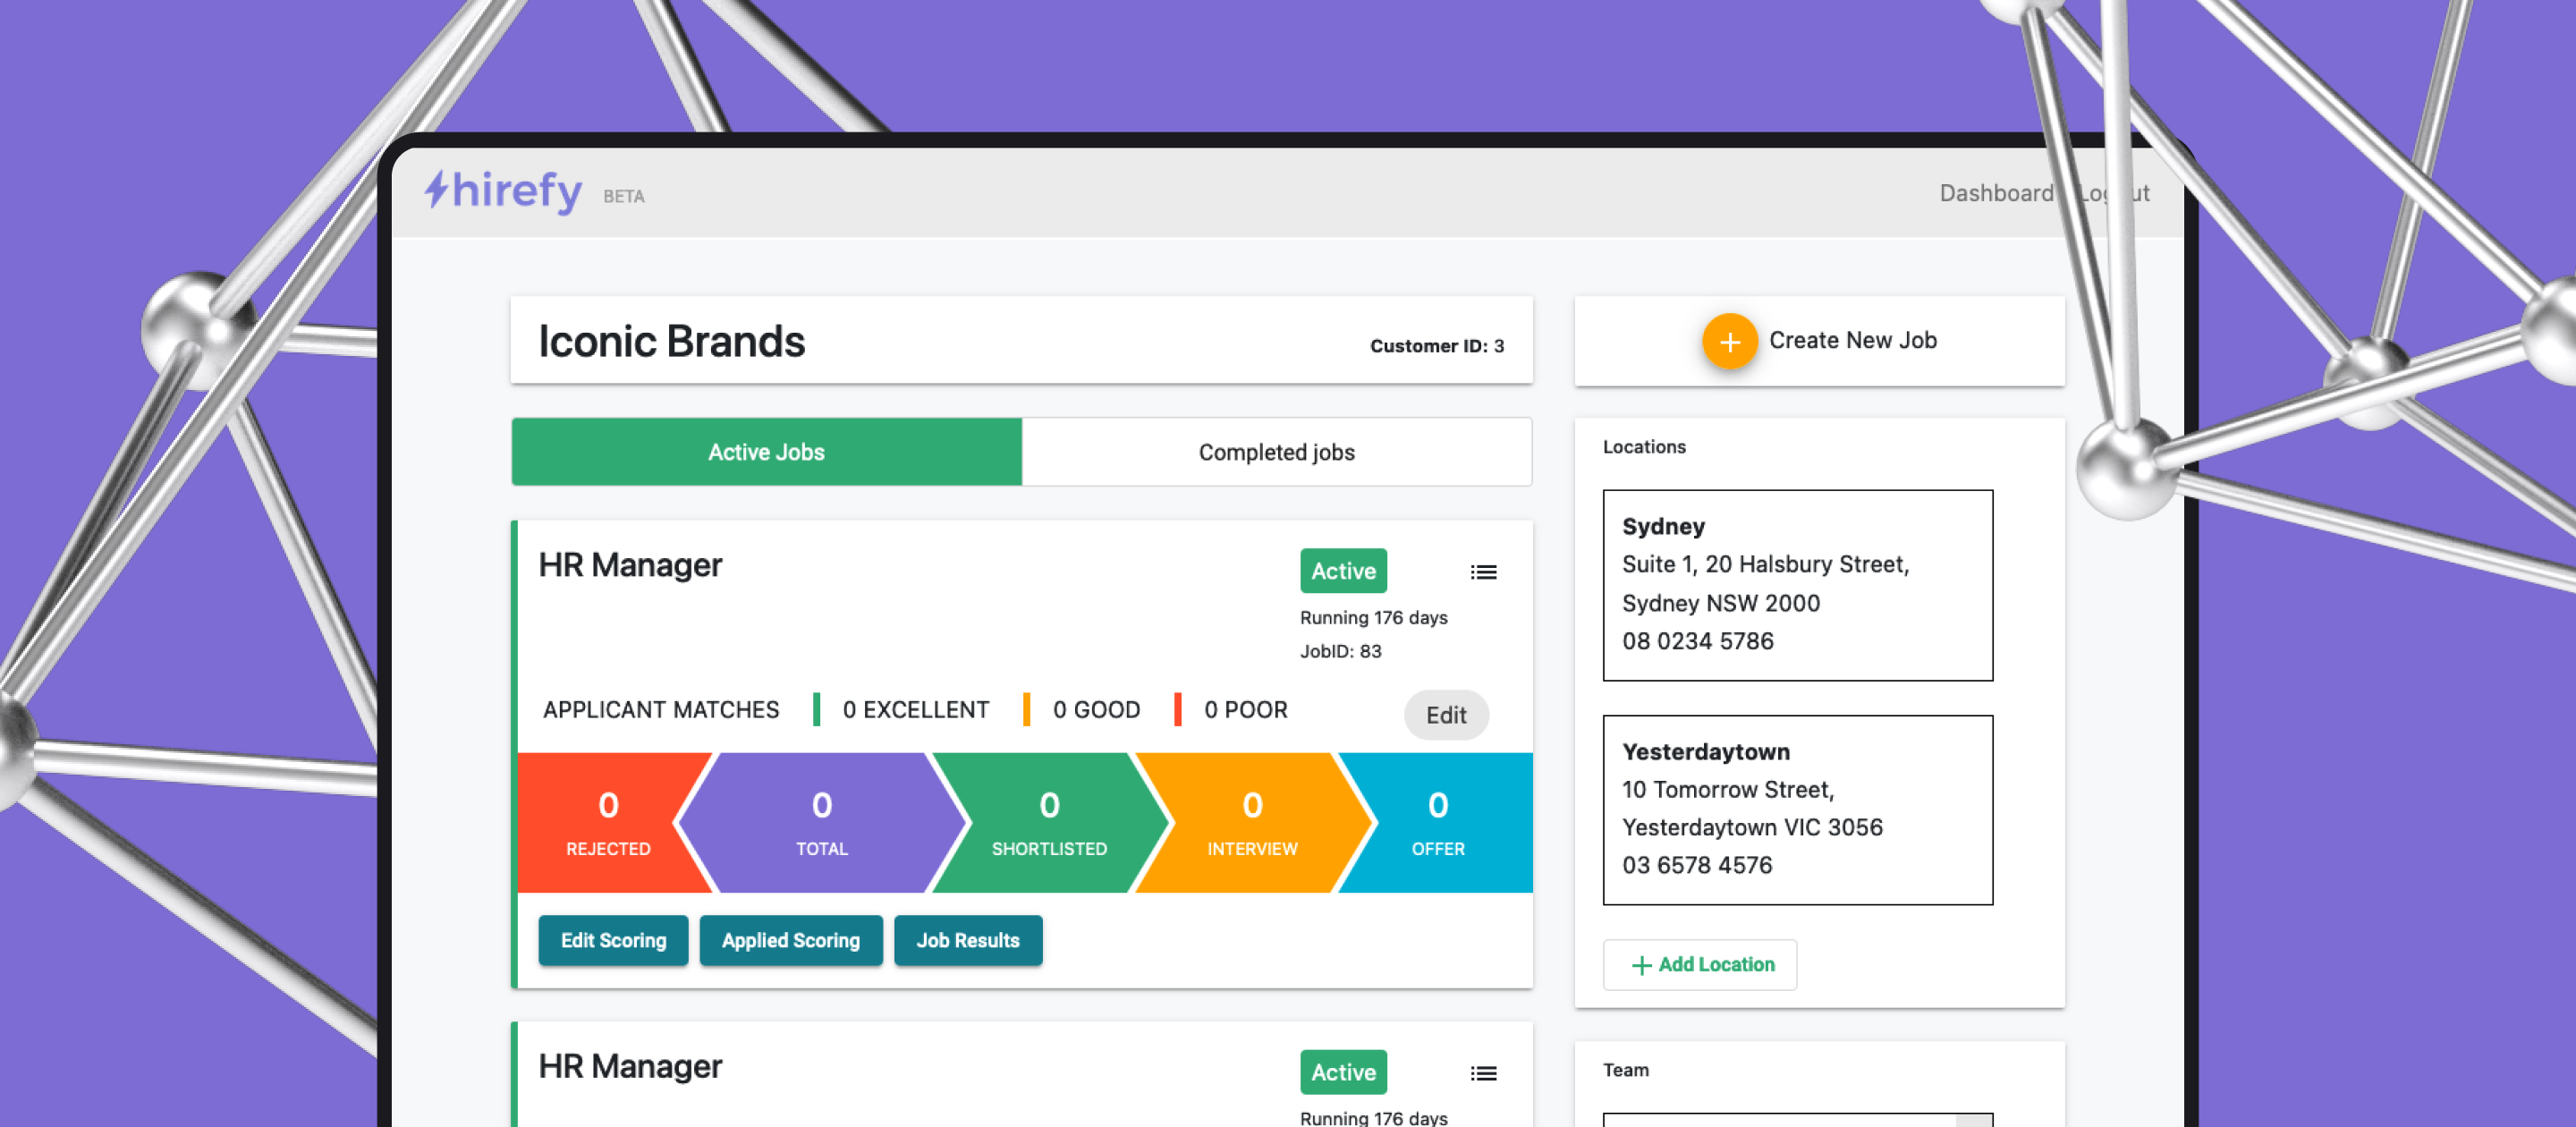 hirefy BETA
Dashboard
Iconic Brands
Customer ID: 3
Create New Job
Active Jobs
Completed jobs
HR Manager
Active
Running 176 days
JobID: 83
APPLICANT MATCHES
0 EXCELLENT
0 GOOD
0 POOR
Edit
0
REJECTED
0
TOTAL
0
SHORTLISTED
0
INTERVIEW
0
OFFER
Edit Scoring
Applied Scoring
Job Results
HR Manager
Active
Running 176 days
Locations
Sydney
Suite 1, 20 Halsbury Street,
Sydney NSW 2000
08 0234 5786
Yesterdaytown
10 Tomorrow Street,
Yesterdaytown VIC 3056
03 6578 4576
+ Add Location
Team